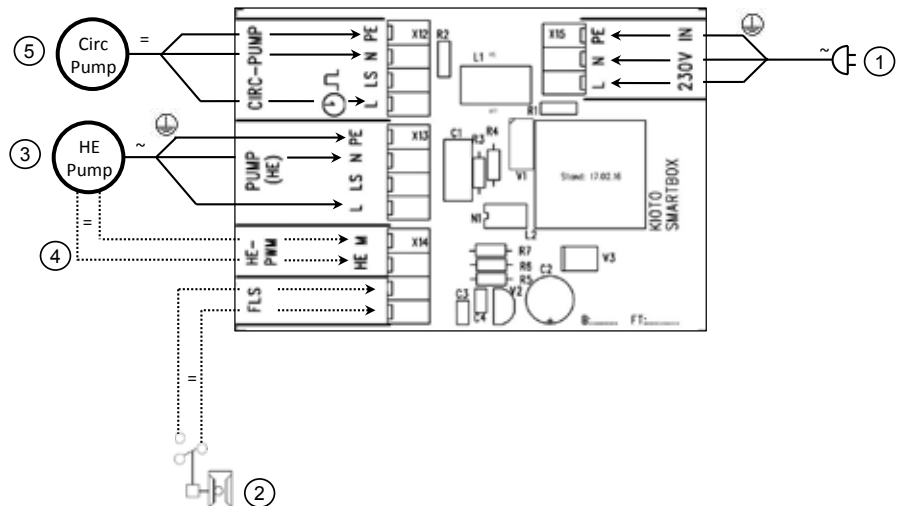 5
Circ
Pump
=
CIRC-PUMP
PE
N
LS
L
X12
R2
3
HE
Pump
~
PUMP
(HE)
PE
N
LS
L
X13
4
=
HE-
PWM
M
HE
X14
FLS
=
2
L1
X15
PE
N
L
230V IN
~
1
R1
C1
R3
R4
V1
Stand: 17.02.16
KIOTO
SMARTBOX
N1
L2
R7
R6
R5
V3
C2
V2
C3
C4
B:
FT: